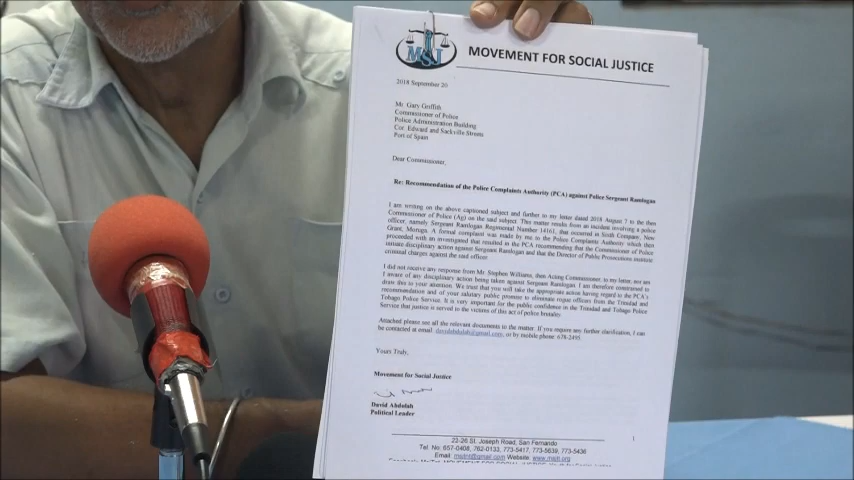 MSJ
MOVEMENT FOR SOCIAL JUSTICE
2018 September 20
Mr. Gary Griffith
Commissioner of Police
Police Administration Building
Cor. Edward and Sackville Streets
Port of Spain
Dear Commissioner,
Re: Recommendation of the Police Complaints Authority (PCA) against Police Sergeant Ramlogan
I am writing on the above captioned subject and further to my letter dated 2018 August 7 to the then
Commissioner of Police (Ag) on the said subject. This matter results from an incident involving a police
officer, namely Sergeant Ramlogan Regimental Number 14161, that occurred in Sixth Company, New
Grant, Moruga. A formal complaint was made by me to the Police Complaints Authority which then
proceeded with an investigated that resulted in the PCA recommending that the Commissioner of Police
initiate disciplinary action against Sergeant Ramlogan and that the Director of Public Prosecutions institute
criminal charges against the said officer
I did not receive any response from Mr. Stephen Williams, then Acting Commissioner, to my letter, nor am
I aware of any disciplinary action being taken against Sergeant Ramlogan. I am therefore constrained to
draw this to your attention. We trust that you will take the appropriate action having regard to the PCA's
recommendation and of your salutary public promise to eliminate rogue officers from the Trinidad and
Tobago Police Service. It is very important for the public confidence in the Trinidad and Tobago Police
Service that justice is served to the victims of this act of police brutality.
Attached please see all the relevant documents to the matter. If you require any further clarification, I can
be contacted at email: davidabdulah@gmail.com, or by mobile phone: 678-2495
Yours Truly,
Movement for Social Justice
David Abdulah
Political Leader
1
22-26 St. Joseph Road, San Fernando
Tel. No: 657-0408, 762-0133, 773-5417, 773-5639, 773-5436
Email: msjtnt@gmail.com Website: www.msjtt.org